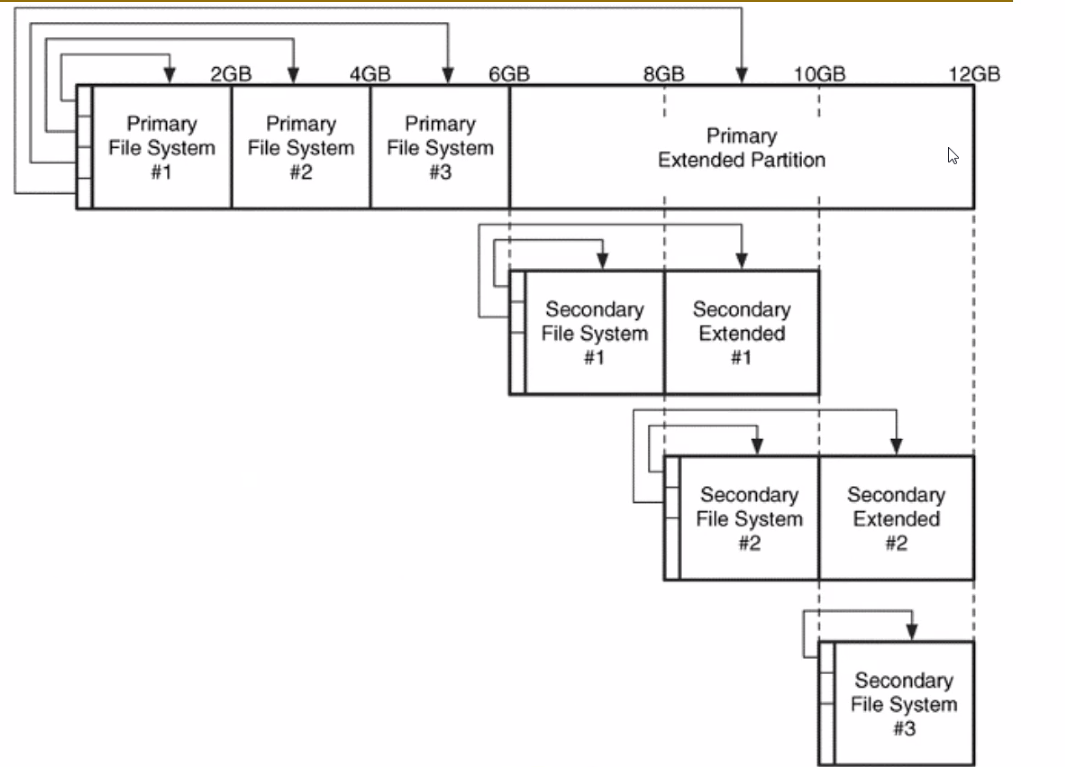 2GB 4GB 6GB 8GB 10GB 12GB
Primary
File System
#1
Primary
File System
#2
Primary
File System
#3
Primary
Extended Partition
Secondary
File System
#1
Secondary
Extended
#1
Secondary
File System
#2
Secondary
Extended
#2
Secondary
File System
#3